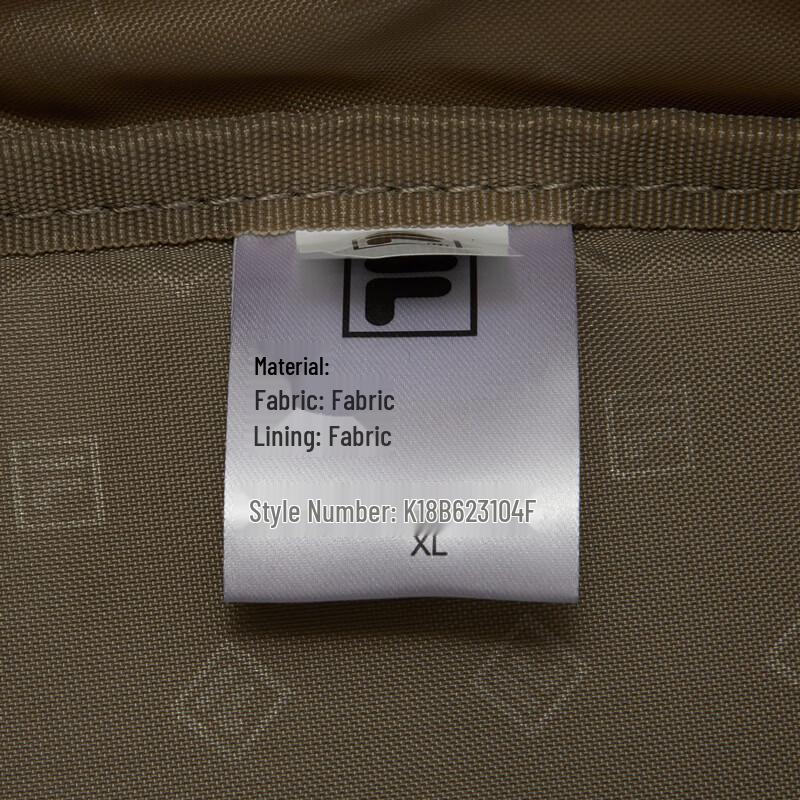 Material:
Fabric: Fabric
Lining: Fabric
Style Number: K18B623104F
XL